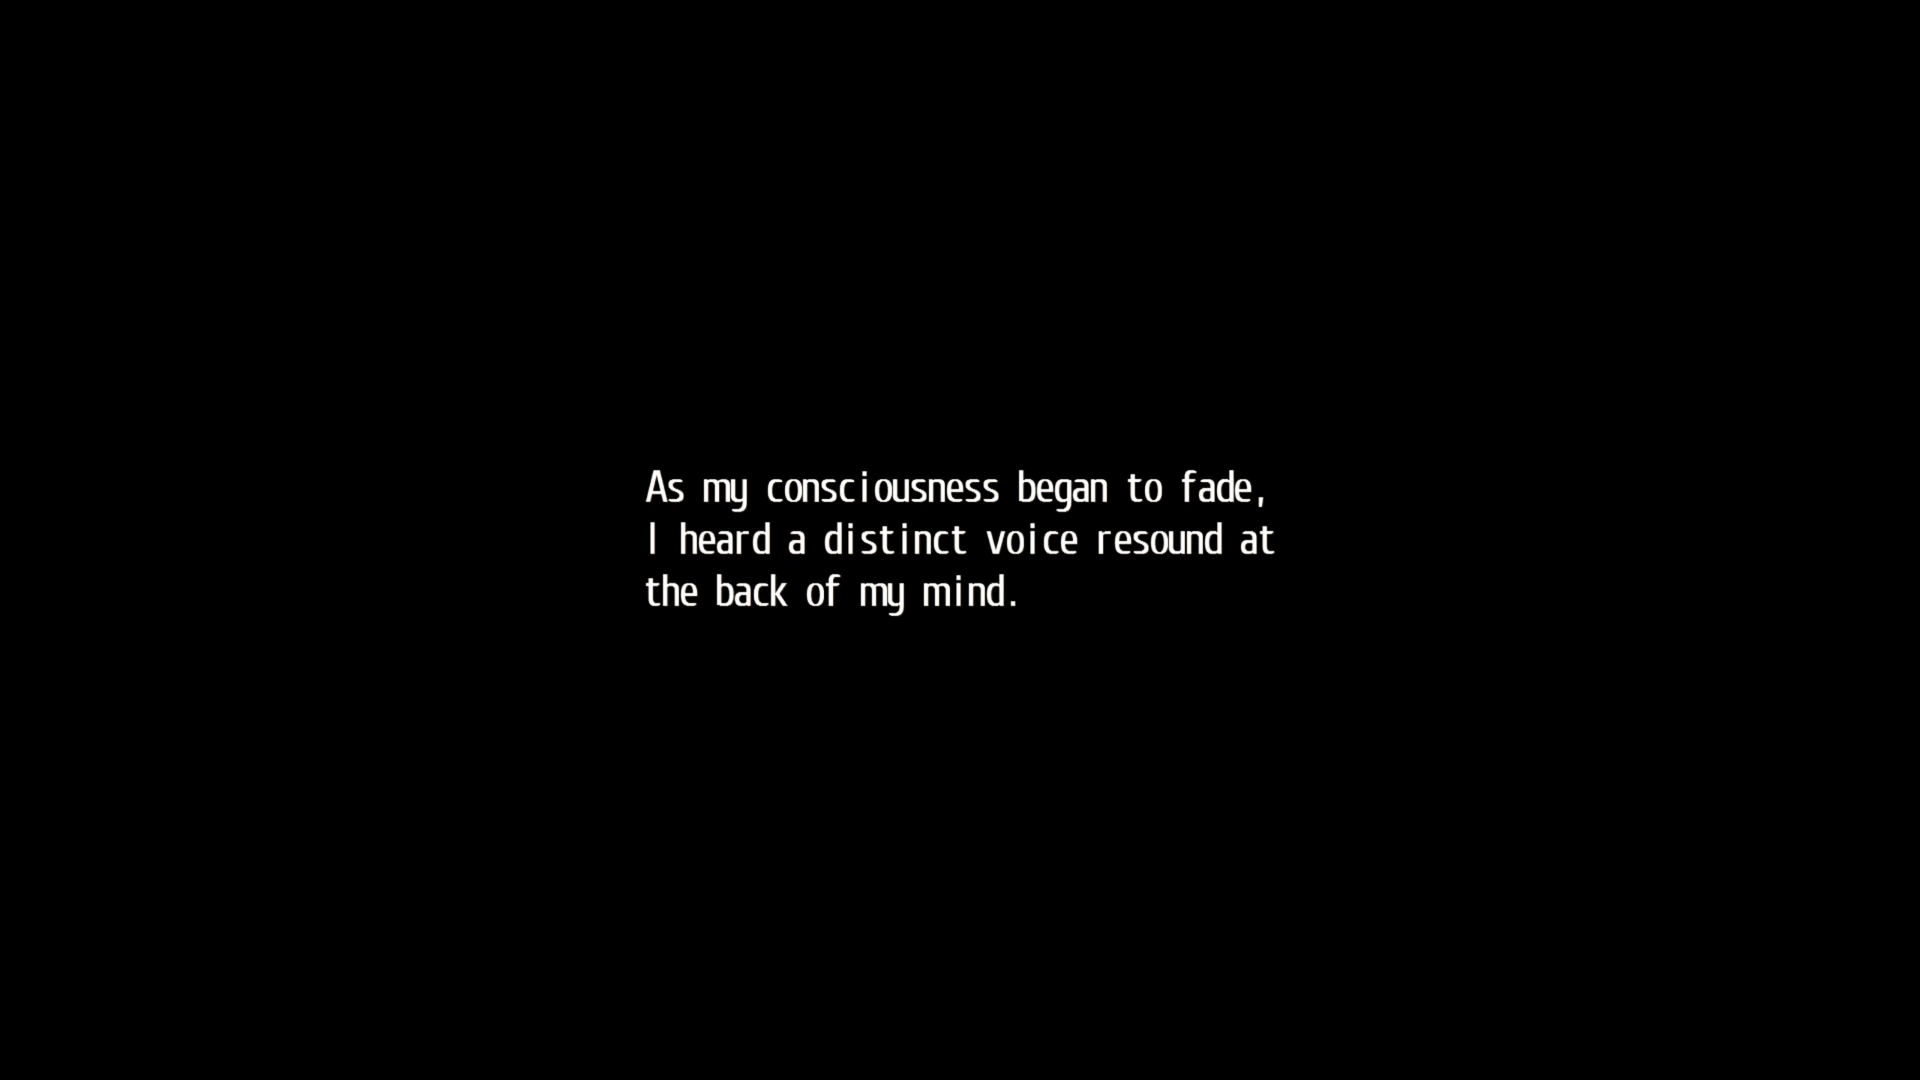 As my consciousness began to fade,
I heard a distinct voice resound at
the back of my mind.